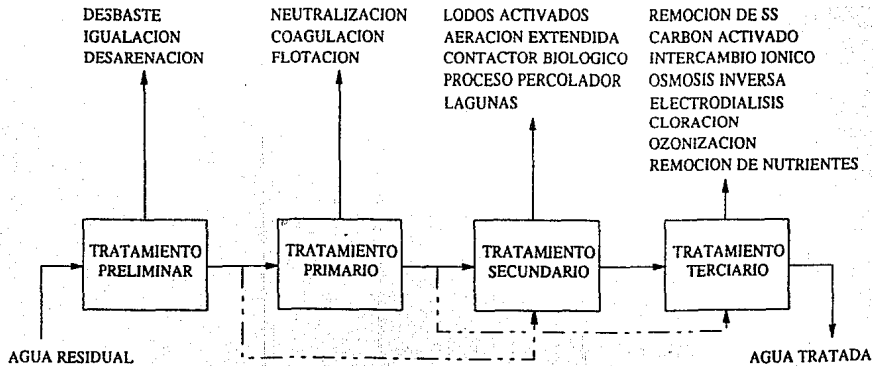 DESBASTE
IGUALACION
DESARENACION
NEUTRALIZACION
COAGULACION
FLOTACION
LODOS ACTIVADOS
AERACION EXTENDIDA
CONTACTOR BIOLOGICO
PROCESO PERCOLADOR
LAGUNAS
REMOCION DE SS
CARBON ACTIVADO
INTERCAMBIO IONICO
OSMOSIS INVERSA
ELECTRODIALISIS
CLORACION
OZONIZACION
REMOCION DE NUTRIENTES
TRATAMIENTO
PRELIMINAR
TRATAMIENTO
PRIMARIO
TRATAMIENTO
SECUNDARIO
TRATAMIENTO
TERCIARIO
AGUA RESIDUAL
AGUA TRATADA